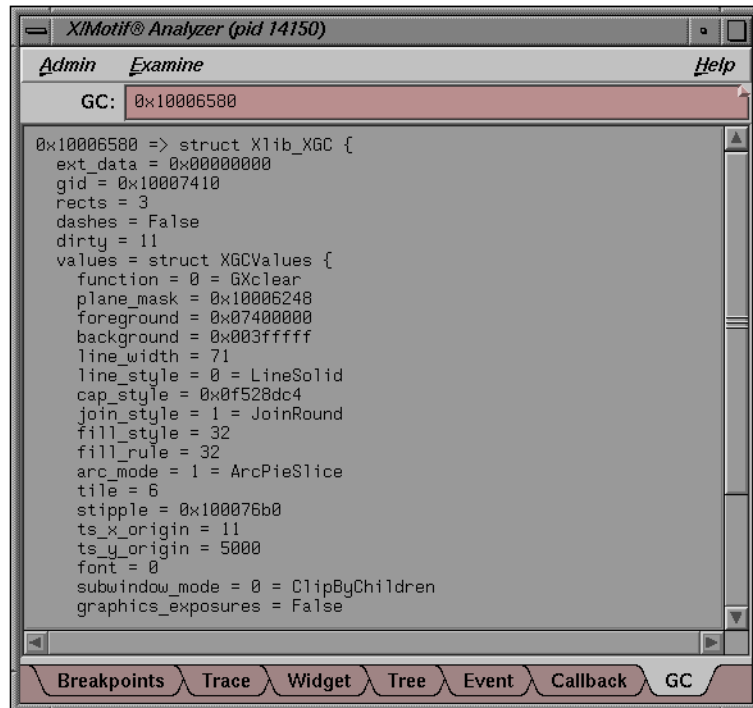 X/Motif® Analyzer (pid 14150)
Admin Examine Help
GC: 0x10006580
0x10006580 => struct Xlib_XGC {
ext_data = 0x00000000
gid = 0x10007410
rects = 3
dashes = False
dirty = 11
values = struct XGCValues {
function = 0 = GXclear
plane_mask = 0x10006248
foreground = 0x07400000
background = 0x003fffff
line_width = 71
line_style = 0 = LineSolid
cap_style = 0x0f528dc4
join_style = 1 = JoinRound
fill_style = 32
fill_rule = 32
arc_mode = 1 = ArcPieSlice
tile = 6
stipple = 0x100076b0
ts_x_origin = 11
ts_y_origin = 5000
font = 0
subwindow_mode = 0 = ClipByChildren
graphics_exposures = False
Breakpoints Trace Widget Tree Event Callback GC